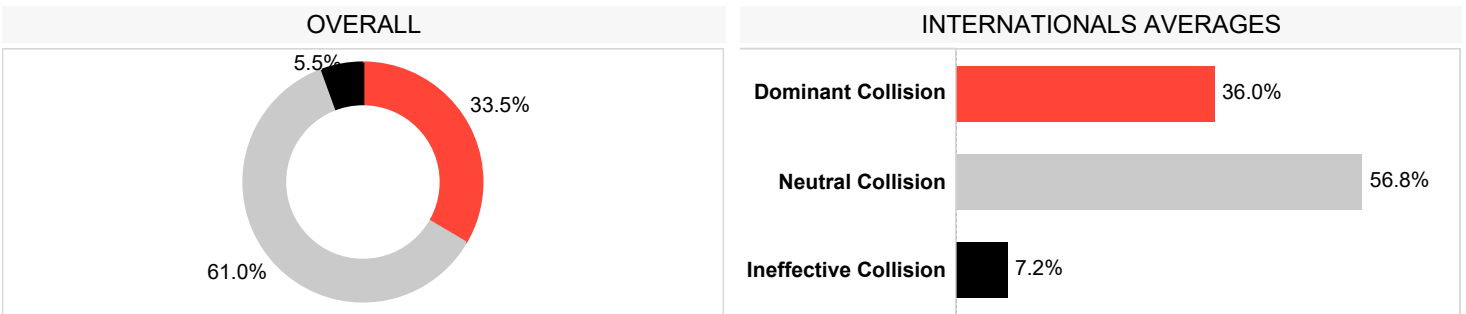 OVERALL
5.5%
33.5%
61.0%
INTERNATIONALS AVERAGES
Dominant Collision 36.0%
Neutral Collision 56.8%
Ineffective Collision 7.2%